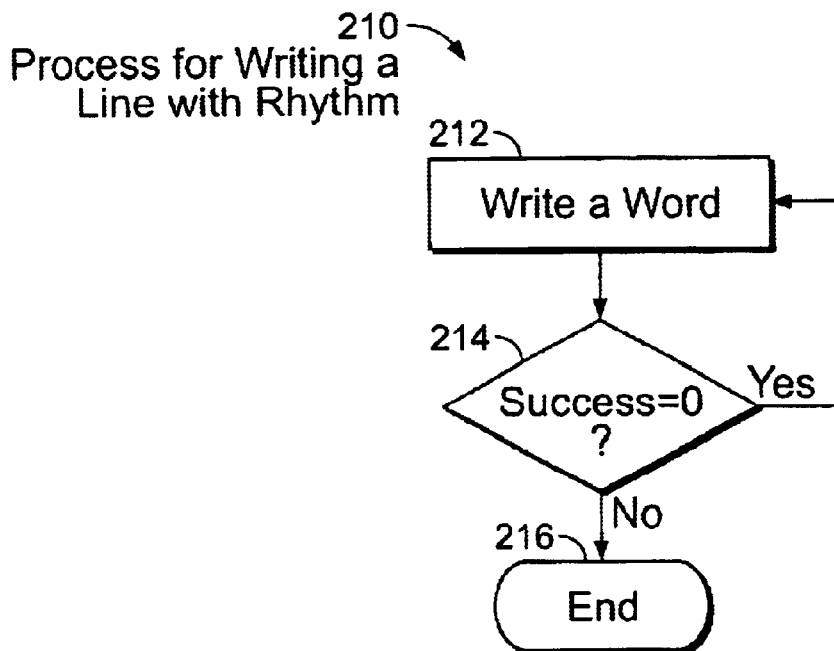 210
Process for Writing a
Line with Rhythm
212
Write a Word
214
Success=0
?
Yes
No
216
End